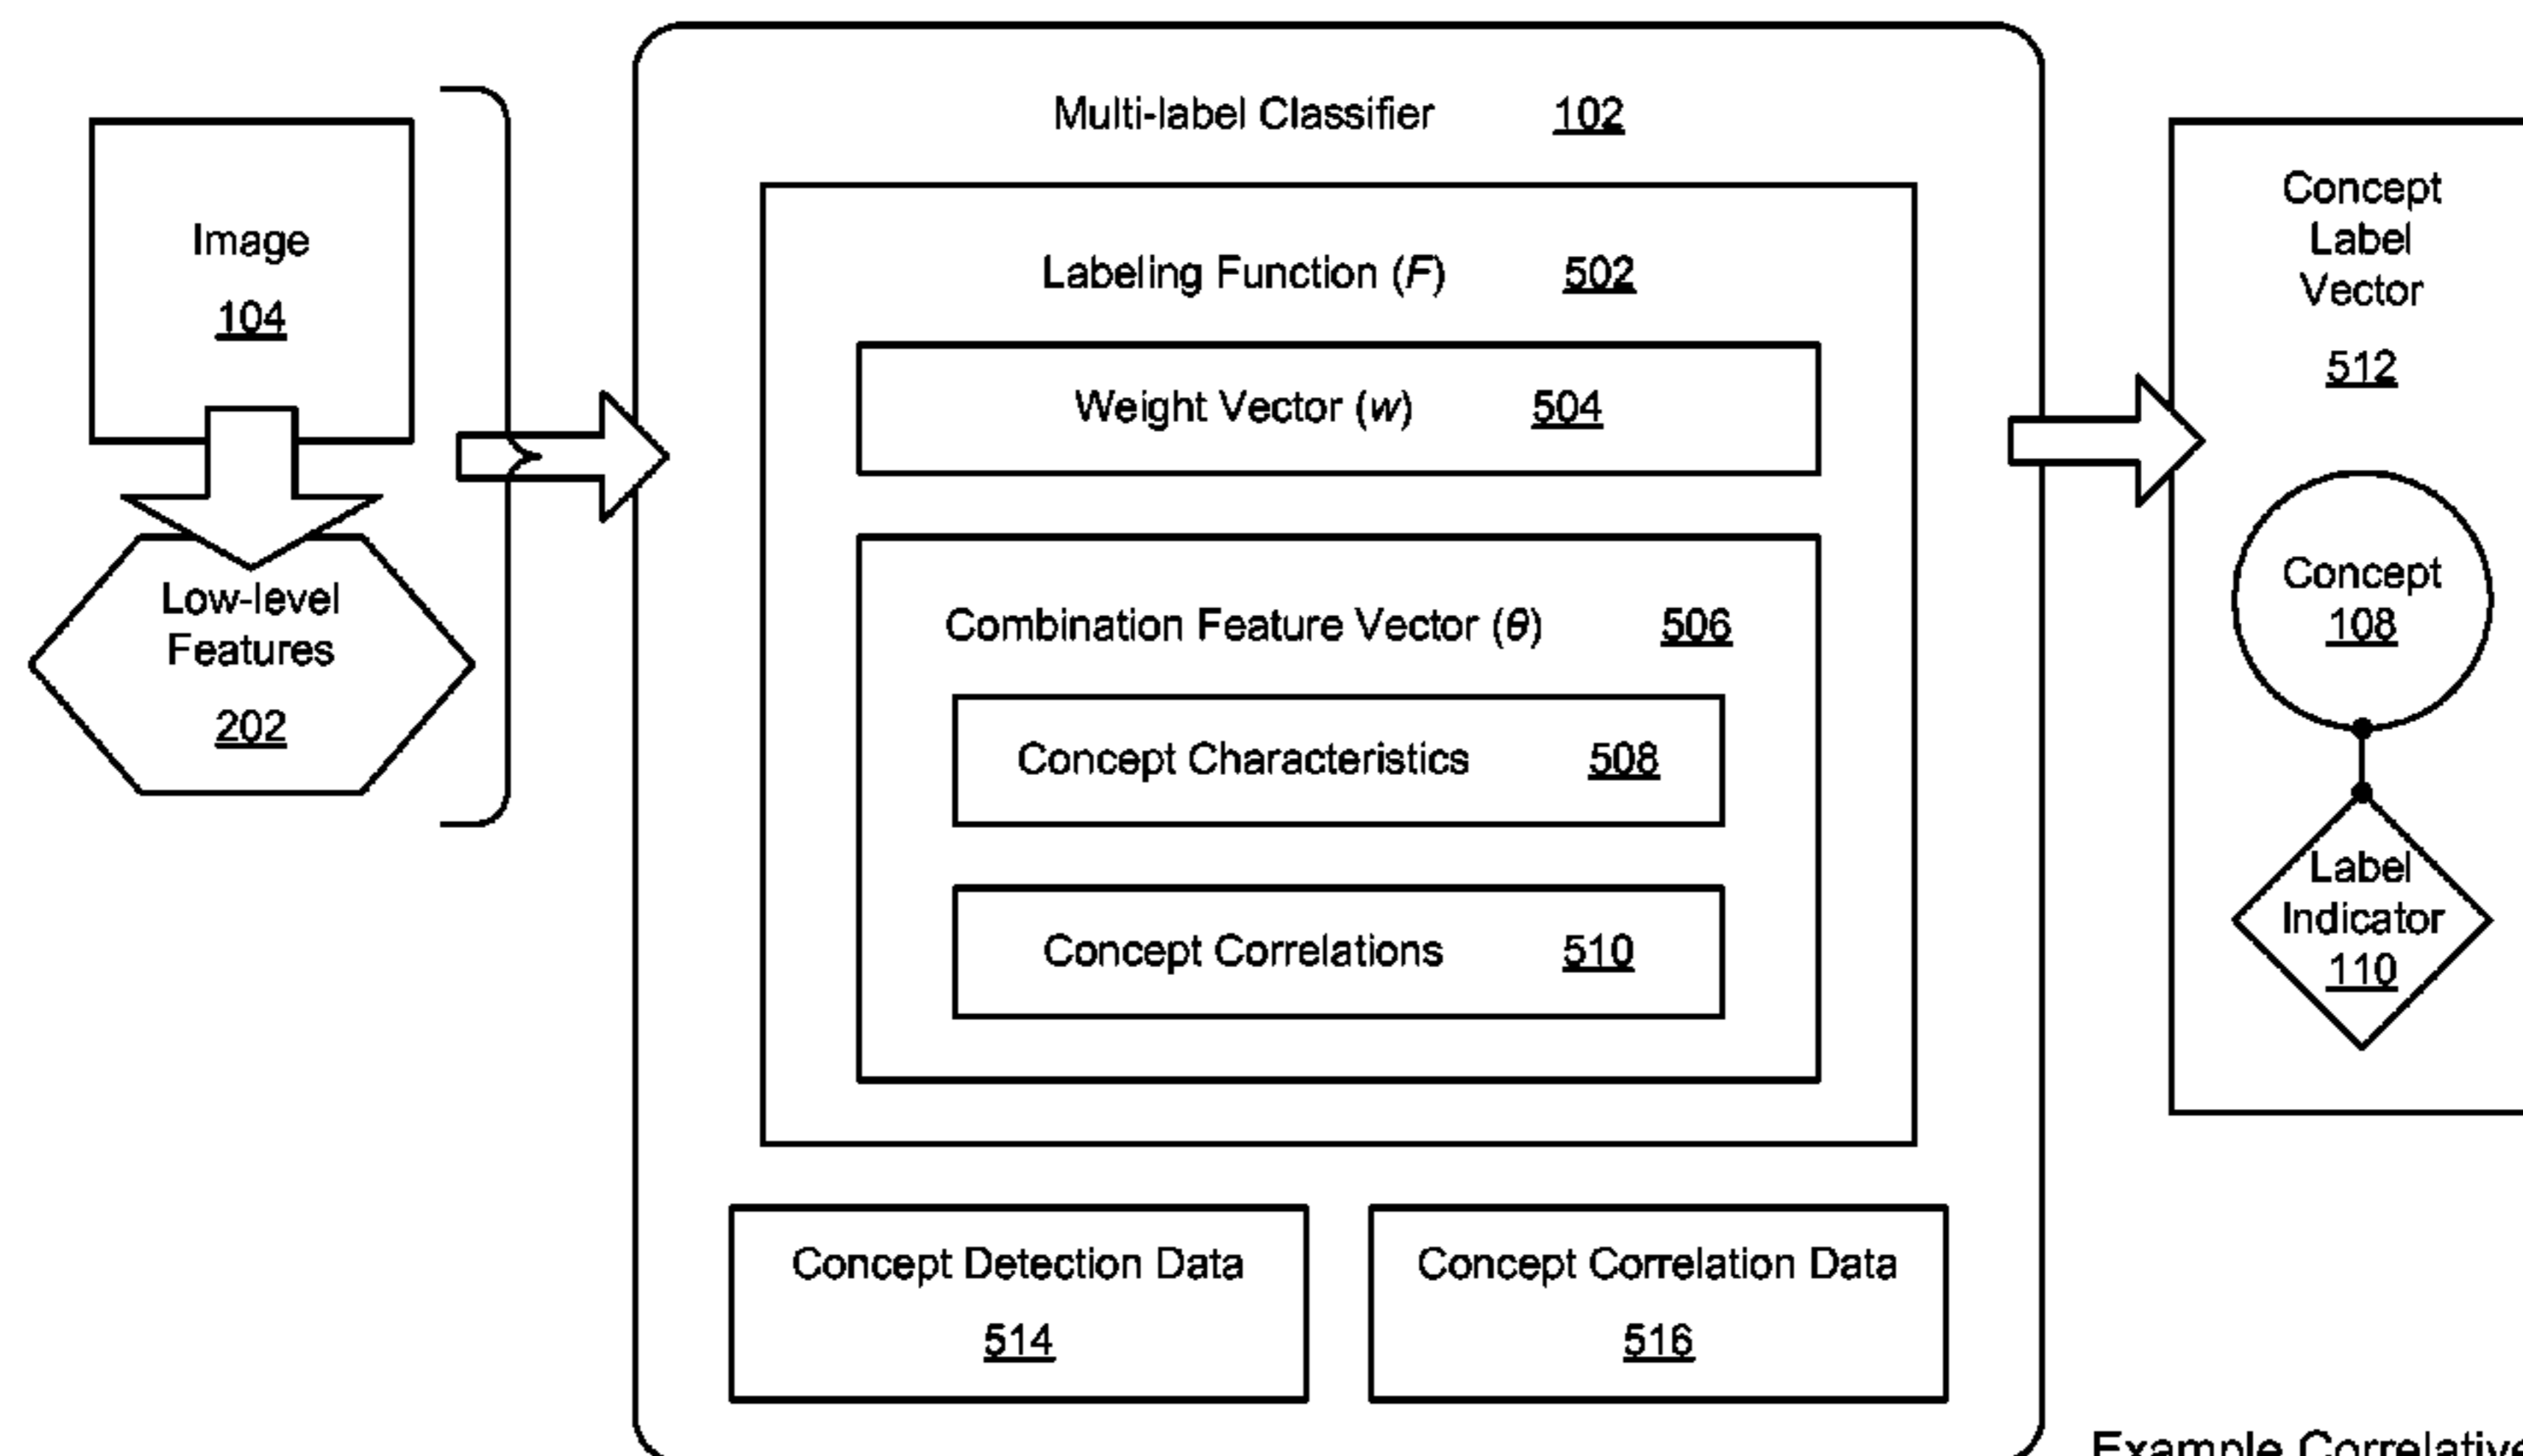 Image
104
Low-level
Features
202
Multi-label Classifier 102
Labeling Function (F) 502
Weight Vector (w) 504
Combination Feature Vector (θ) 506
Concept Characteristics 508
Concept Correlations 510
Concept Detection Data
514
Concept Correlation Data
516
Concept
Label
Vector
512
Concept
108
Label
Indicator
110
Example Correlative